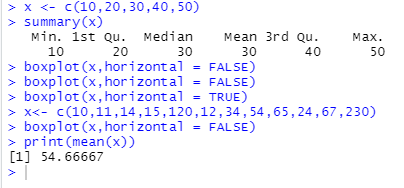 > x <- c(10,20,30,40,50)
> summary(x)
   Min. 1st Qu.  Median    Mean 3rd Qu.    Max.
     10      20      30      30      40      50
> boxplot(x,horizontal = FALSE)
> boxplot(x,horizontal = FALSE)
> boxplot(x,horizontal = TRUE)
> x<- c(10,11,14,15,120,12,34,54,65,24,67,230)
> boxplot(x,horizontal = FALSE)
> print(mean(x))
[1] 54.66667
>